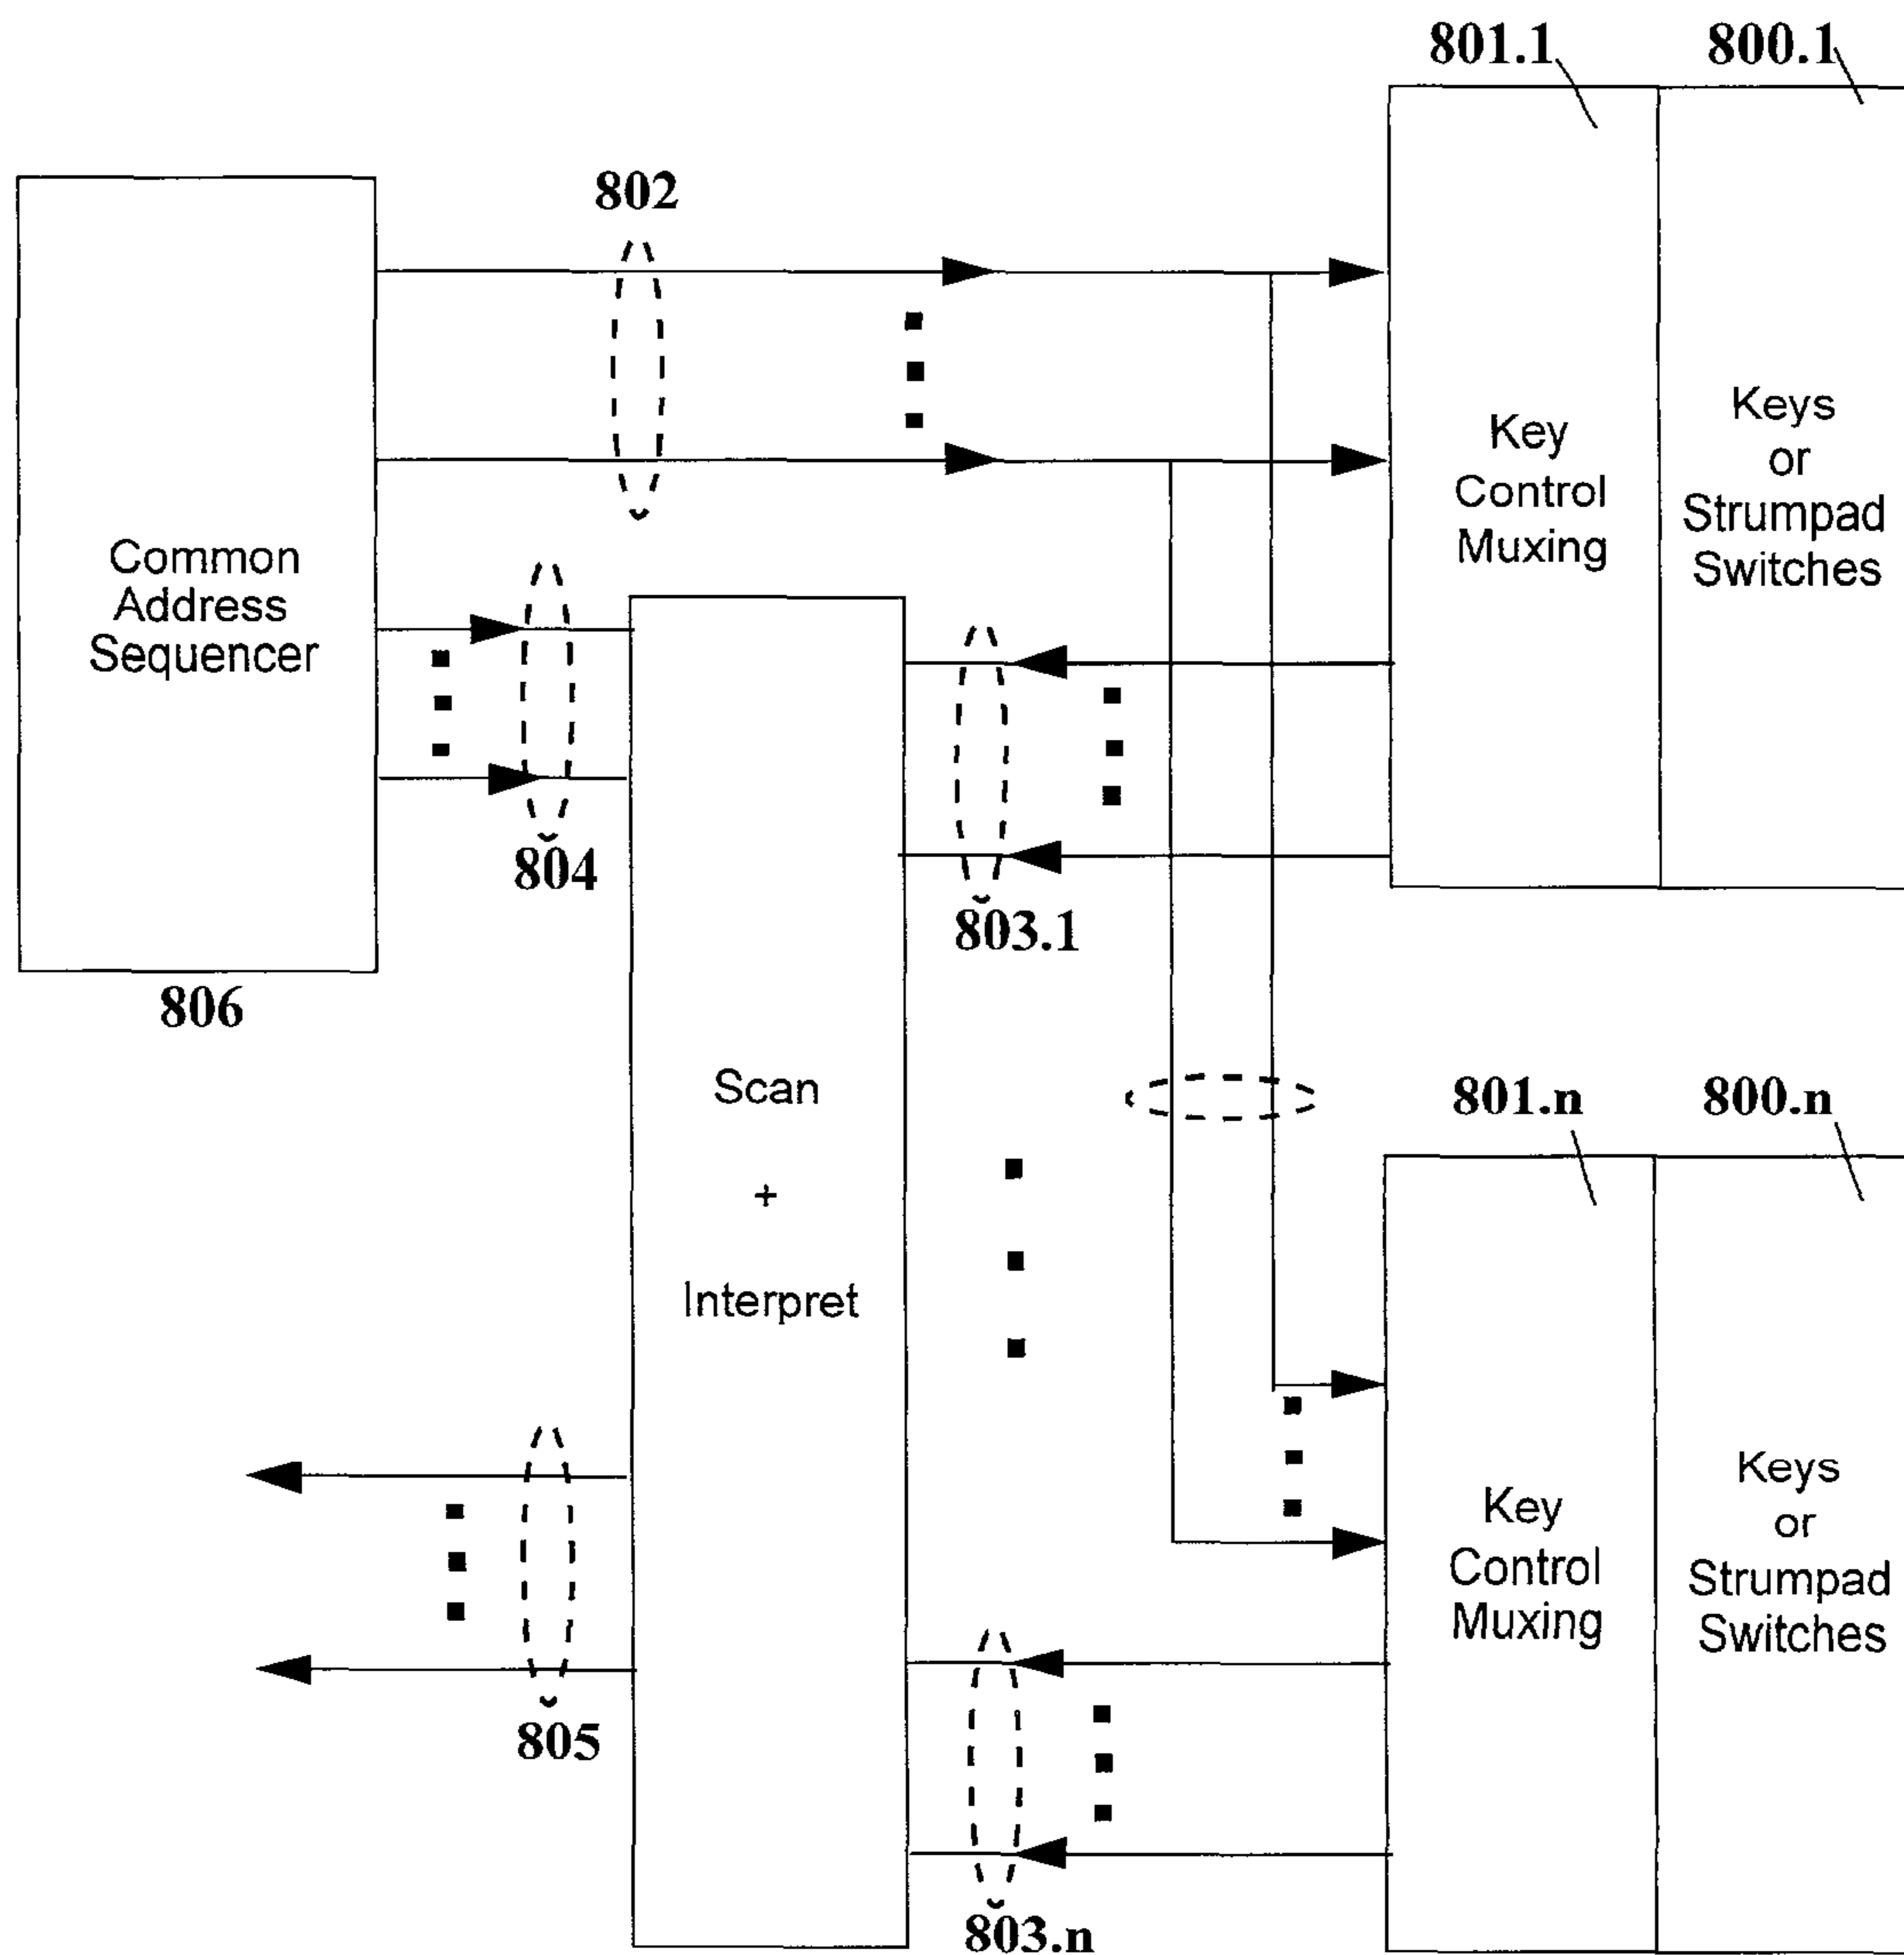 801.1
800.1
802
Common
Address
Sequencer
Key
Control
Muxing
Keys
or
Strumpad
Switches
804
803.1
806
Scan
+
Interpret
801.n
800.n
Key
Control
Muxing
Keys
or
Strumpad
Switches
805
803.n